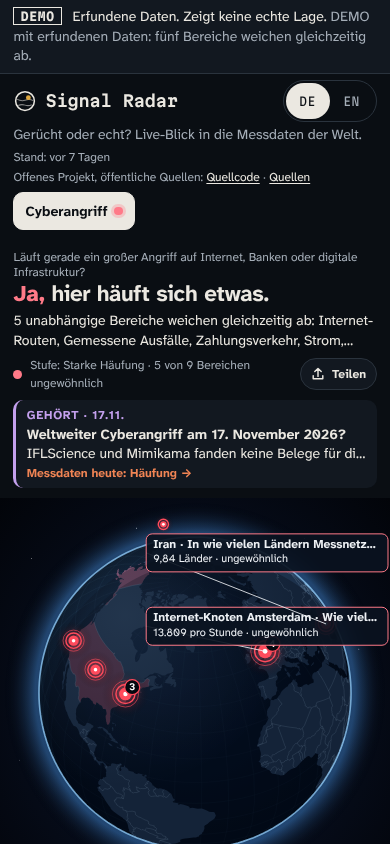 DEMO Erfundene Daten. Zeigt keine echte Lage. DEMO
mit erfundenen Daten: fünf Bereiche weichen gleichzeitig
ab.
Signal Radar
DE EN
Gerücht oder echt? Live-Blick in die Messdaten der Welt.
Stand: vor 7 Tagen
Offenes Projekt, öffentliche Quellen: Quellcode · Quellen
Cyberangriff
Läuft gerade ein großer Angriff auf Internet, Banken oder digitale
Infrastruktur?
Ja, hier häuft sich etwas.
5 unabhängige Bereiche weichen gleichzeitig ab: Internet-
Routen, Gemessene Ausfälle, Zahlungsverkehr, Strom,...
Stufe: Starke Häufung · 5 von 9 Bereichen
ungewöhnlich
Teilen
GEHÖRT · 17.11.
Weltweiter Cyberangriff am 17. November 2026?
IFLScience und Mimikama fanden keine Belege für di...
Messdaten heute: Häufung →
Iran · In wie vielen Ländern Messnetz...
9,84 Länder · ungewöhnlich
Internet-Knoten Amsterdam · Wie viel...
13.809 pro Stunde · ungewöhnlich
3